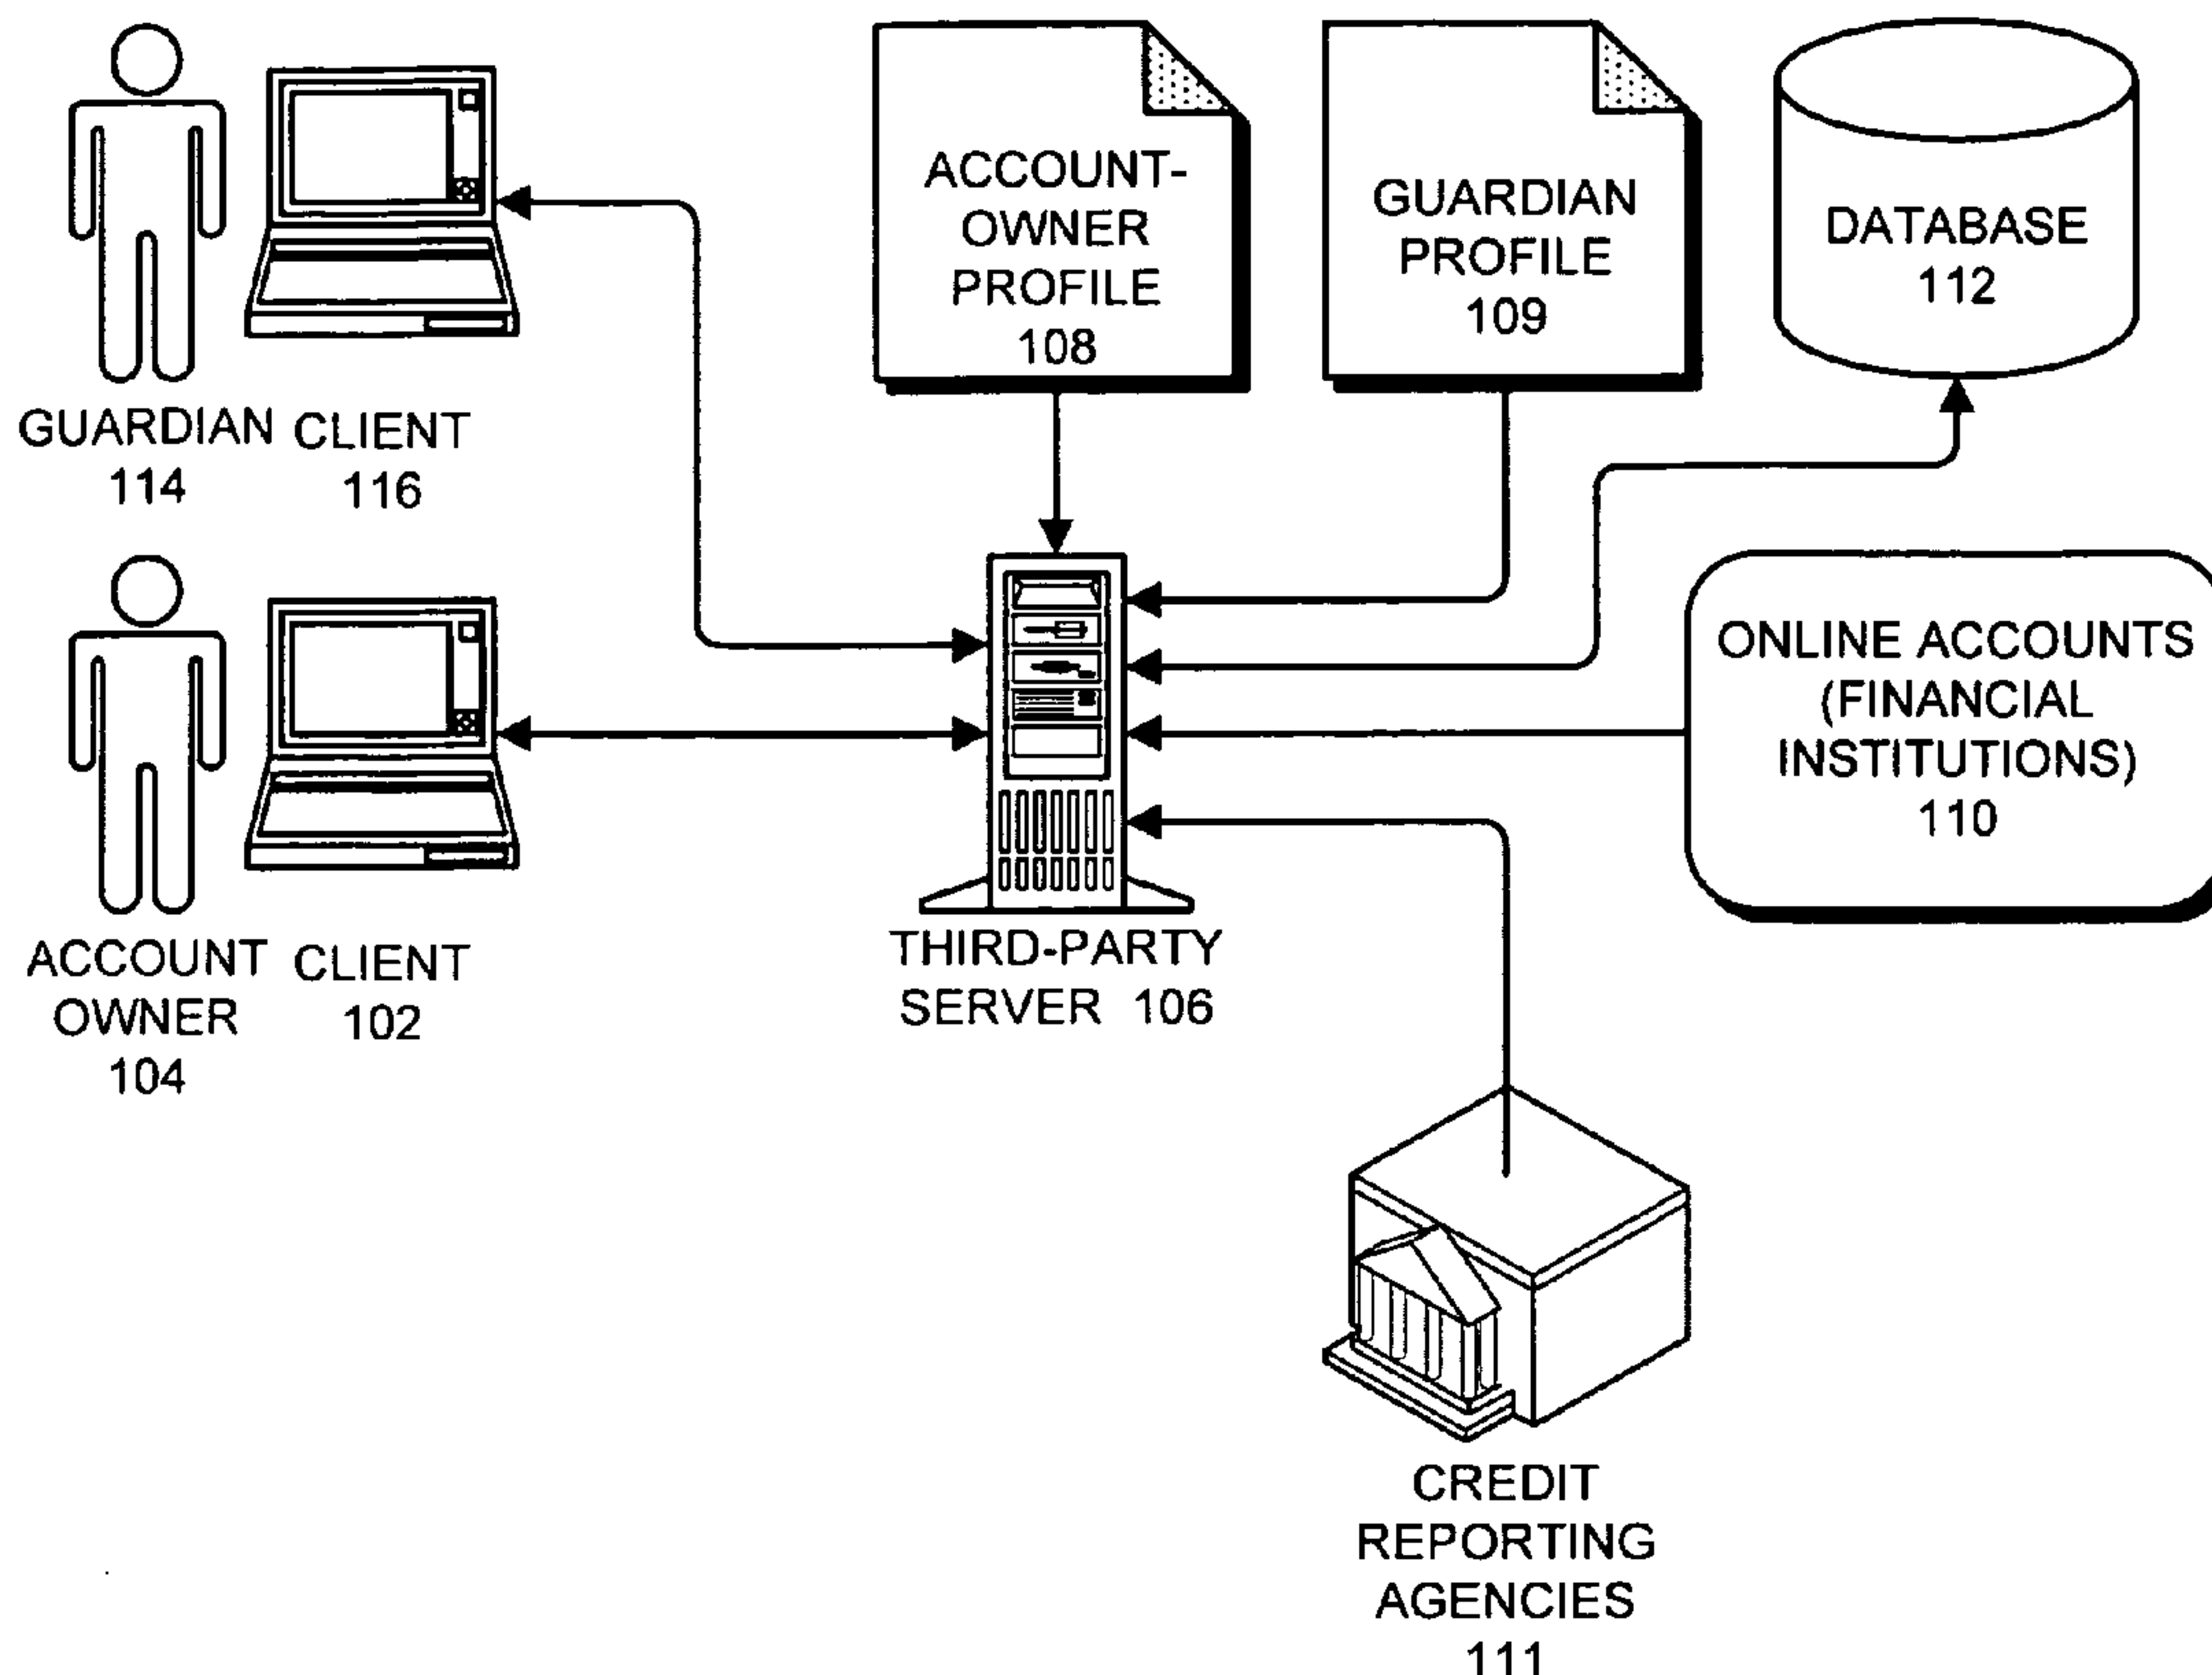 ACCOUNT-
OWNER
PROFILE
108
GUARDIAN
PROFILE
109
DATABASE
112
GUARDIAN
114
CLIENT
116
ONLINE ACCOUNTS
(FINANCIAL
INSTITUTIONS)
110
ACCOUNT
OWNER
104
CLIENT
102
THIRD-PARTY
SERVER 106
CREDIT
REPORTING
AGENCIES
111